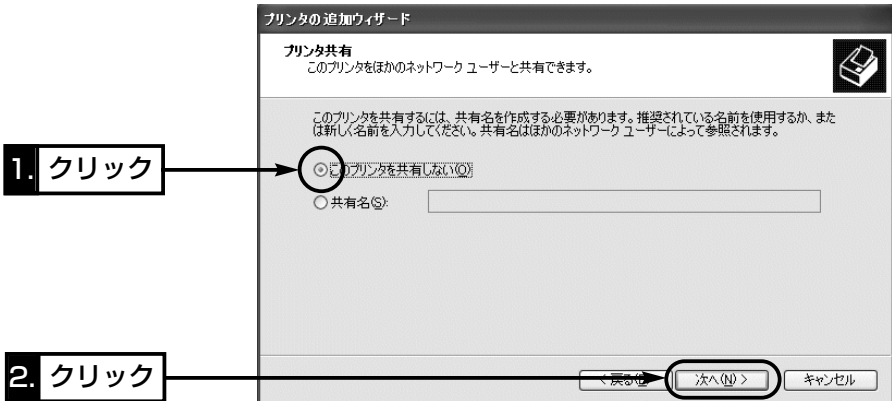 プリンタの追加ウィザード
プリンタ共有
このプリンタをほかのネットワーク ユーザーと共有できます。
このプリンタを共有するには、共有名を作成する必要があります。推奨されている名前を使用するか、また
は新しく名前を入力してください。共有名はほかのネットワーク ユーザーによって参照されます。
1. クリック
このプリンタを共有しない(O)
共有名(S):
2. クリック
< 戻る(B) 次へ(N) > キャンセル